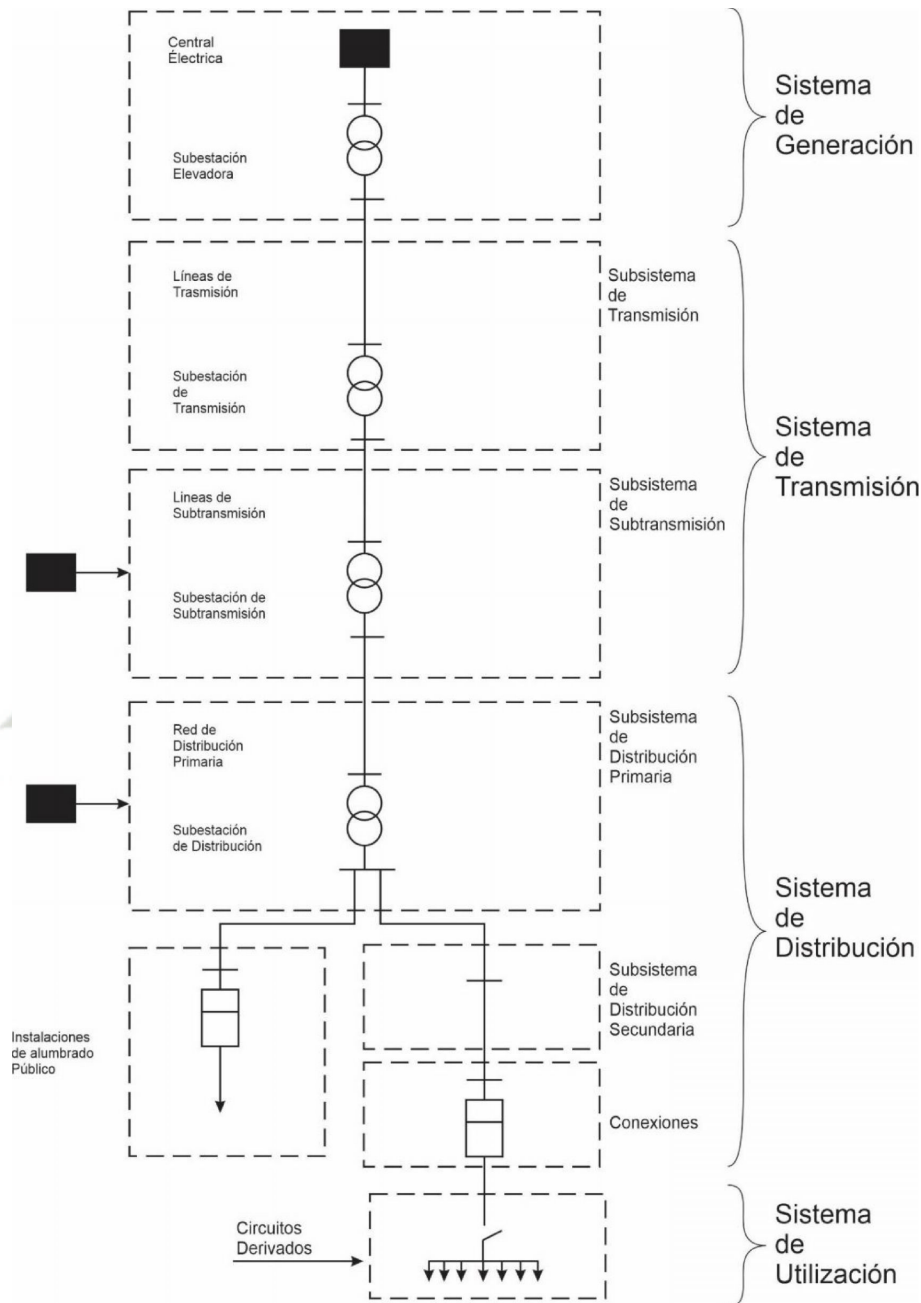 Central
Électrica
Subestación
Elevadora
Sistema
de
Generación
Líneas de
Trasmisión
Subestación
de
Transmisión
Subsistema
de
Transmisión
Lineas de
Subtransmisión
Subestación de
Subtransmisión
Subsistema
de
Subtransmisión
Sistema
de
Transmisión
Red de
Distribución
Primaria
Subestación
de Distribución
Subsistema
de
Distribución
Primaria
Instalaciones
de alumbrado
Público
Subsistema
de
Distribución
Secundaria
Conexiones
Sistema
de
Distribución
Circuitos
Derivados
Sistema
de
Utilización